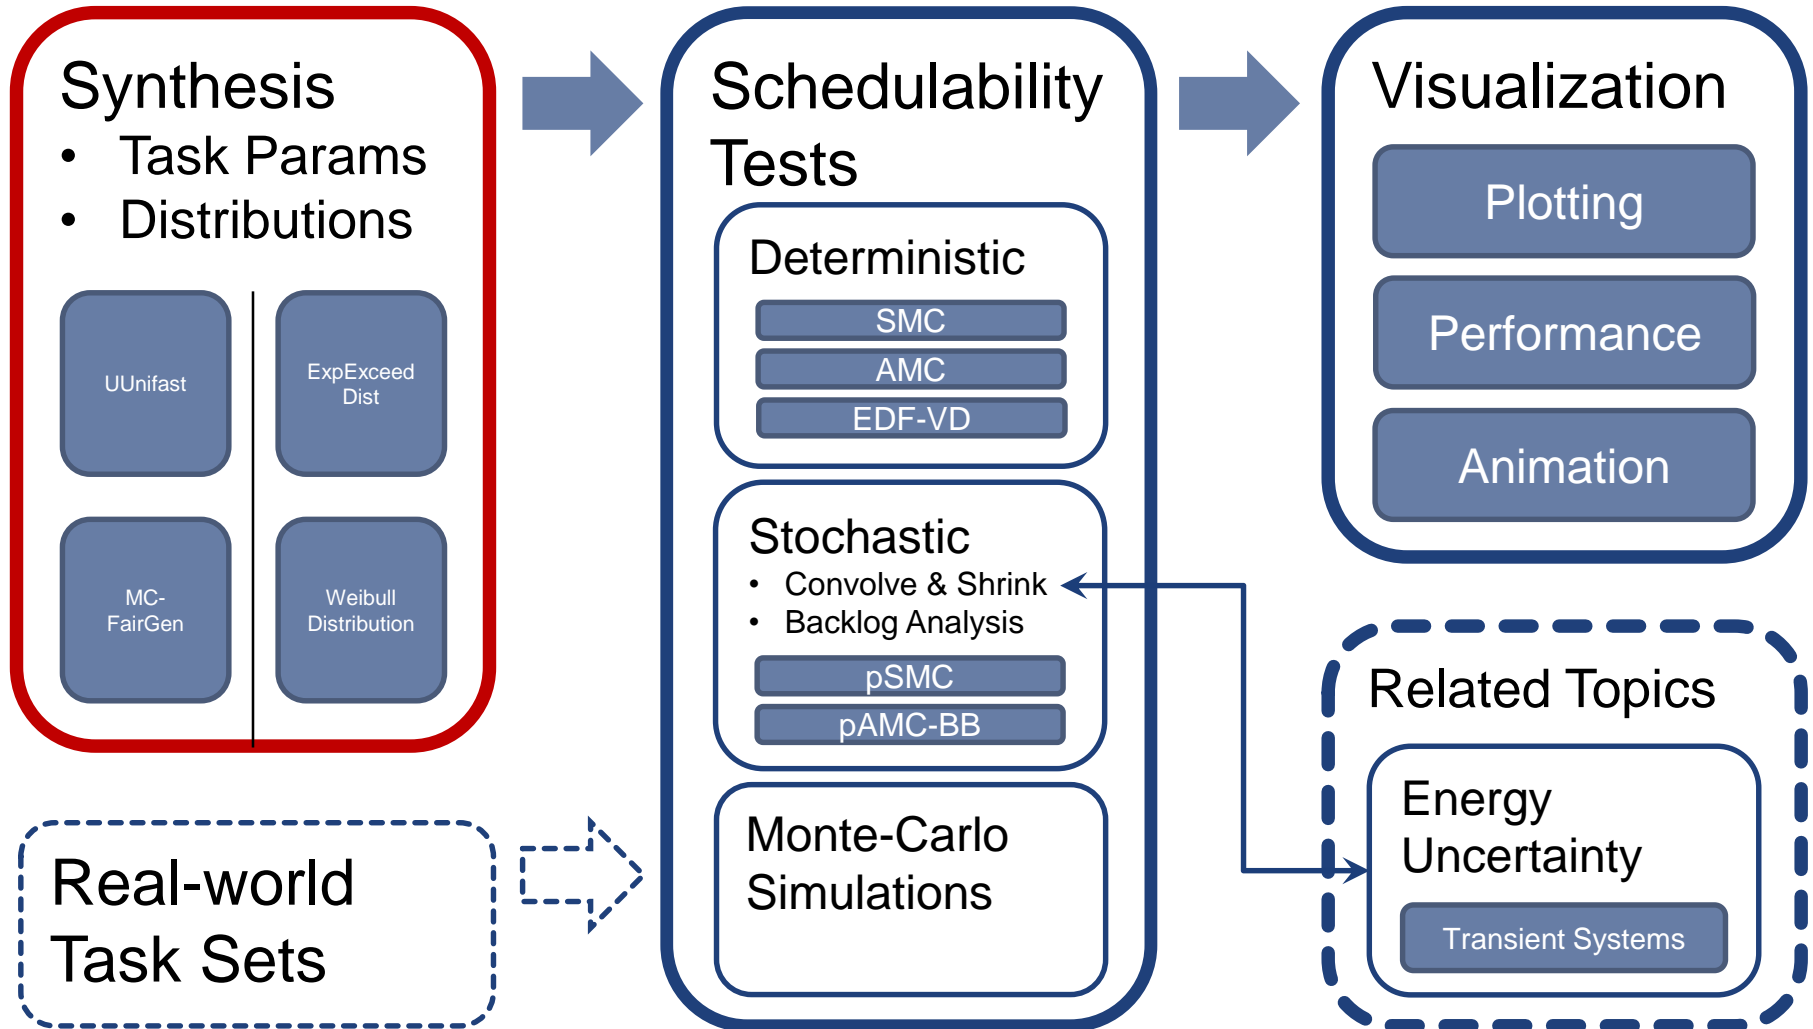 Synthesis
• Task Params
• Distributions
UUnifast
ExpExceed
Dist
MC-
FairGen
Weibull
Distribution
Real-world
Task Sets
Schedulability
Tests
Deterministic
SMC
AMC
EDF-VD
Stochastic
• Convolve & Shrink
• Backlog Analysis
pSMC
pAMC-BB
Monte-Carlo
Simulations
Visualization
Plotting
Performance
Animation
Related Topics
Energy
Uncertainty
Transient Systems